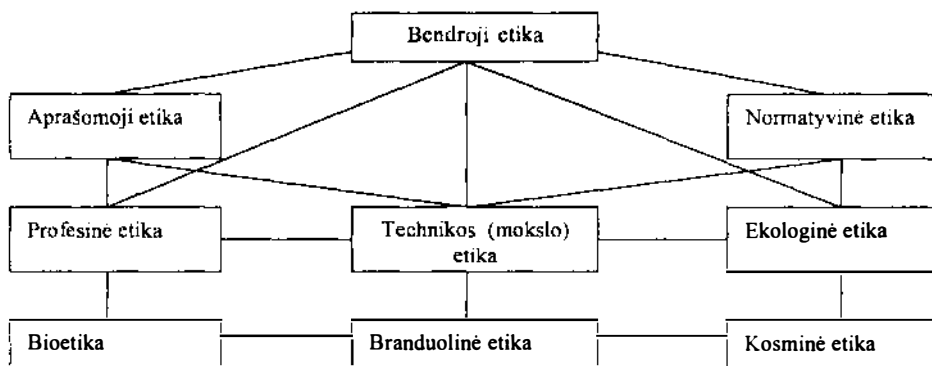 Bendroji etika
Aprašomoji etika
Normatyvinė etika
Profesinė etika
Technikos (mokslo)
etika
Ekologinė etika
Bioetika
Branduolinė etika
Kosminė etika